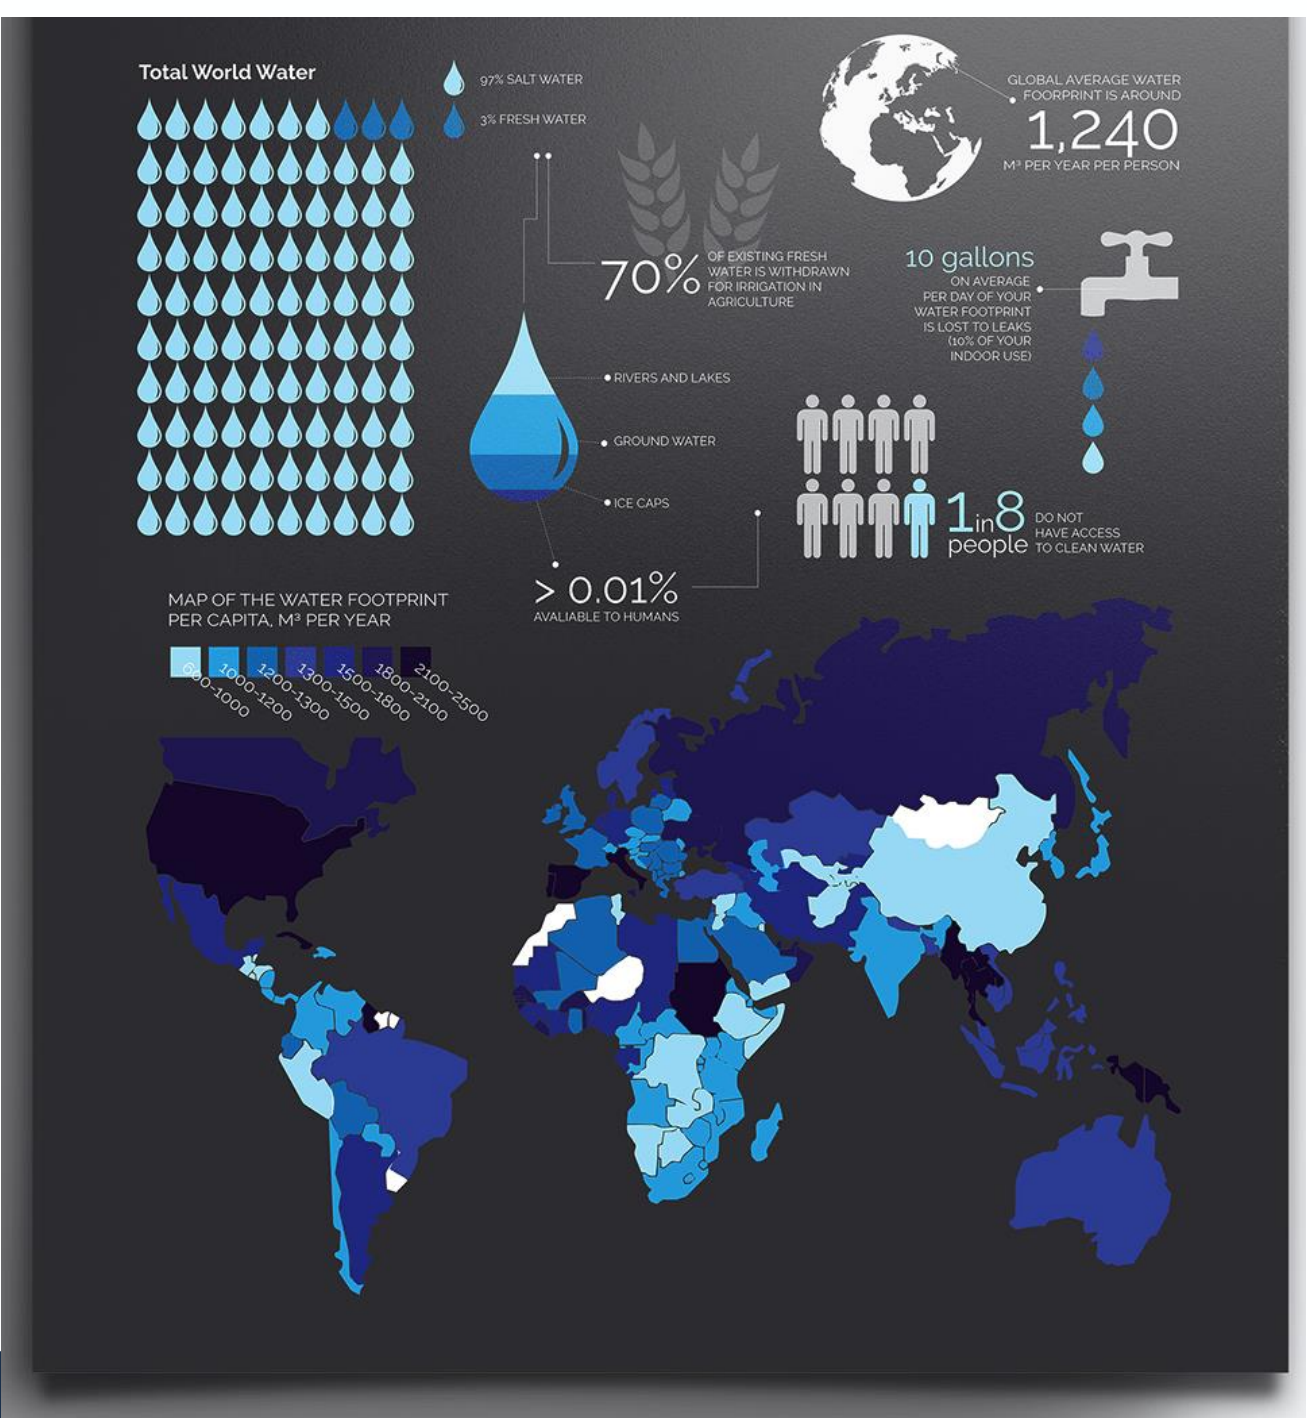 Total World Water
97% SALT WATER
3% FRESH WATER
GLOBAL AVERAGE WATER
FOORPRINT IS AROUND
1,240
M³ PER YEAR PER PERSON
70%
OF EXISTING FRESH
WATER IS WITHDRAWN
FOR IRRIGATION IN
AGRICULTURE
10 gallons
ON AVERAGE
PER DAY OF YOUR
WATER FOOTPRINT
IS LOST TO LEAKS
(10% OF YOUR
INDOOR USE)
RIVERS AND LAKES
GROUND WATER
ICE CAPS
1in8
people
DO NOT
HAVE ACCESS
TO CLEAN WATER
> 0.01%
AVALIABLE TO HUMANS
MAP OF THE WATER FOOTPRINT
PER CAPITA, M³ PER YEAR
600-1000
1000-1200
1200-1300
1300-1500
1500-1800
1800-2100
2100-2500